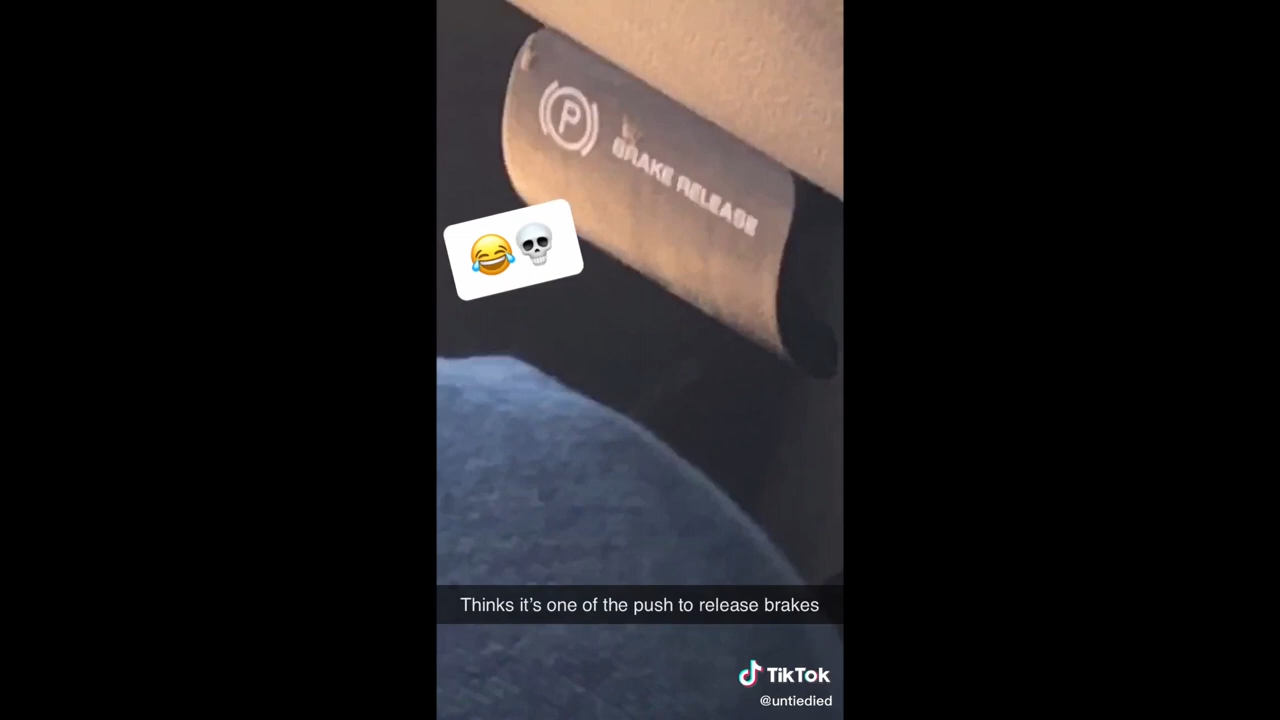 P
BRAKE RELEASE
😂💀
Thinks it’s one of the push to release brakes
TikTok
@untiedied